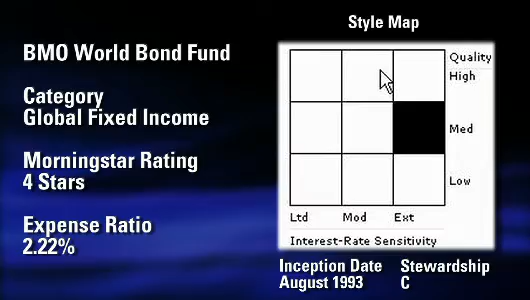 BMO World Bond Fund
Category
Global Fixed Income
Morningstar Rating
4 Stars
Expense Ratio
2.22%
Style Map
Quality
High
Med
Low
Ltd Mod Ext
Interest-Rate Sensitivity
Inception Date
August 1993
Stewardship
C